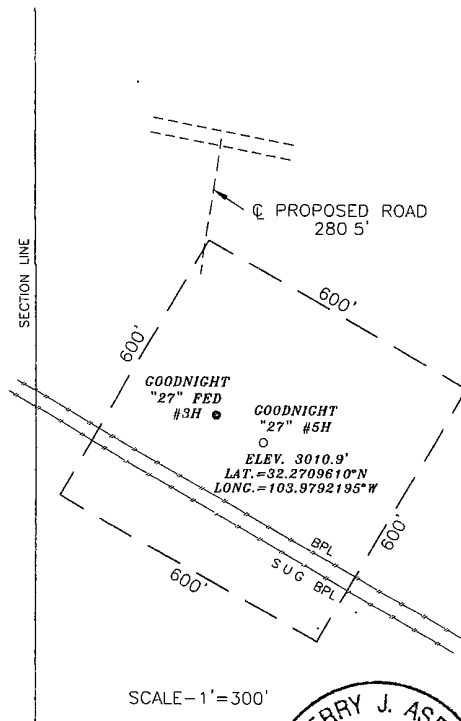 ℄ PROPOSED ROAD
280 5'
SECTION LINE
600'
600'
GOODNIGHT
"27" FED
#3H
GOODNIGHT
"27" #5H
ELEV. 3010.9'
LAT.=32.2709610°N
LONG.=103.9792195°W
600'
BPL
SUG BPL
600'
SCALE-1'=300'
RRY J. AS